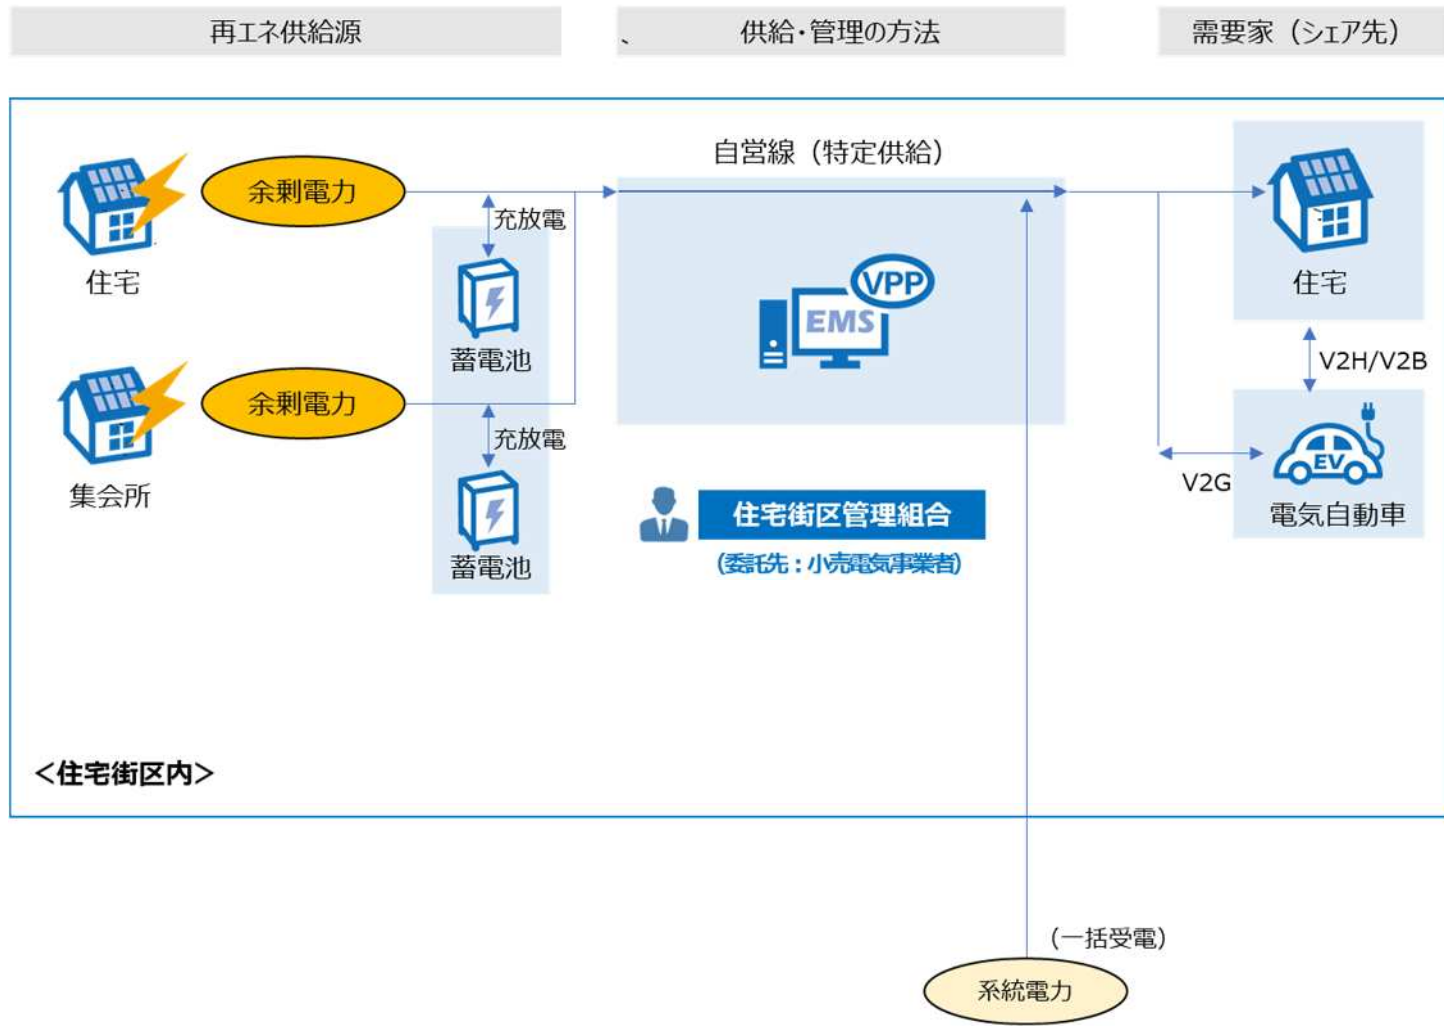 再エネ供給源
、 供給・管理の方法
需要家（シェア先）
自営線（特定供給）
余剰電力
充放電
住宅
蓄電池
VPP
EMS
住宅
V2H/V2B
余剰電力
充放電
集会所
蓄電池
住宅街区管理組合
（委託先：小売電気事業者）
V2G
EV
電気自動車
＜住宅街区内＞
（一括受電）
系統電力